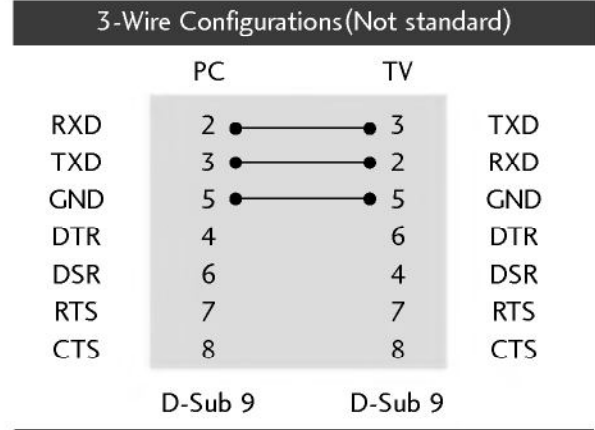 3-Wire Configurations(Not standard)
PC TV
RXD 2 3 TXD
TXD 3 2 RXD
GND 5 5 GND
DTR 4 6 DTR
DSR 6 4 DSR
RTS 7 7 RTS
CTS 8 8 CTS
D-Sub 9 D-Sub 9